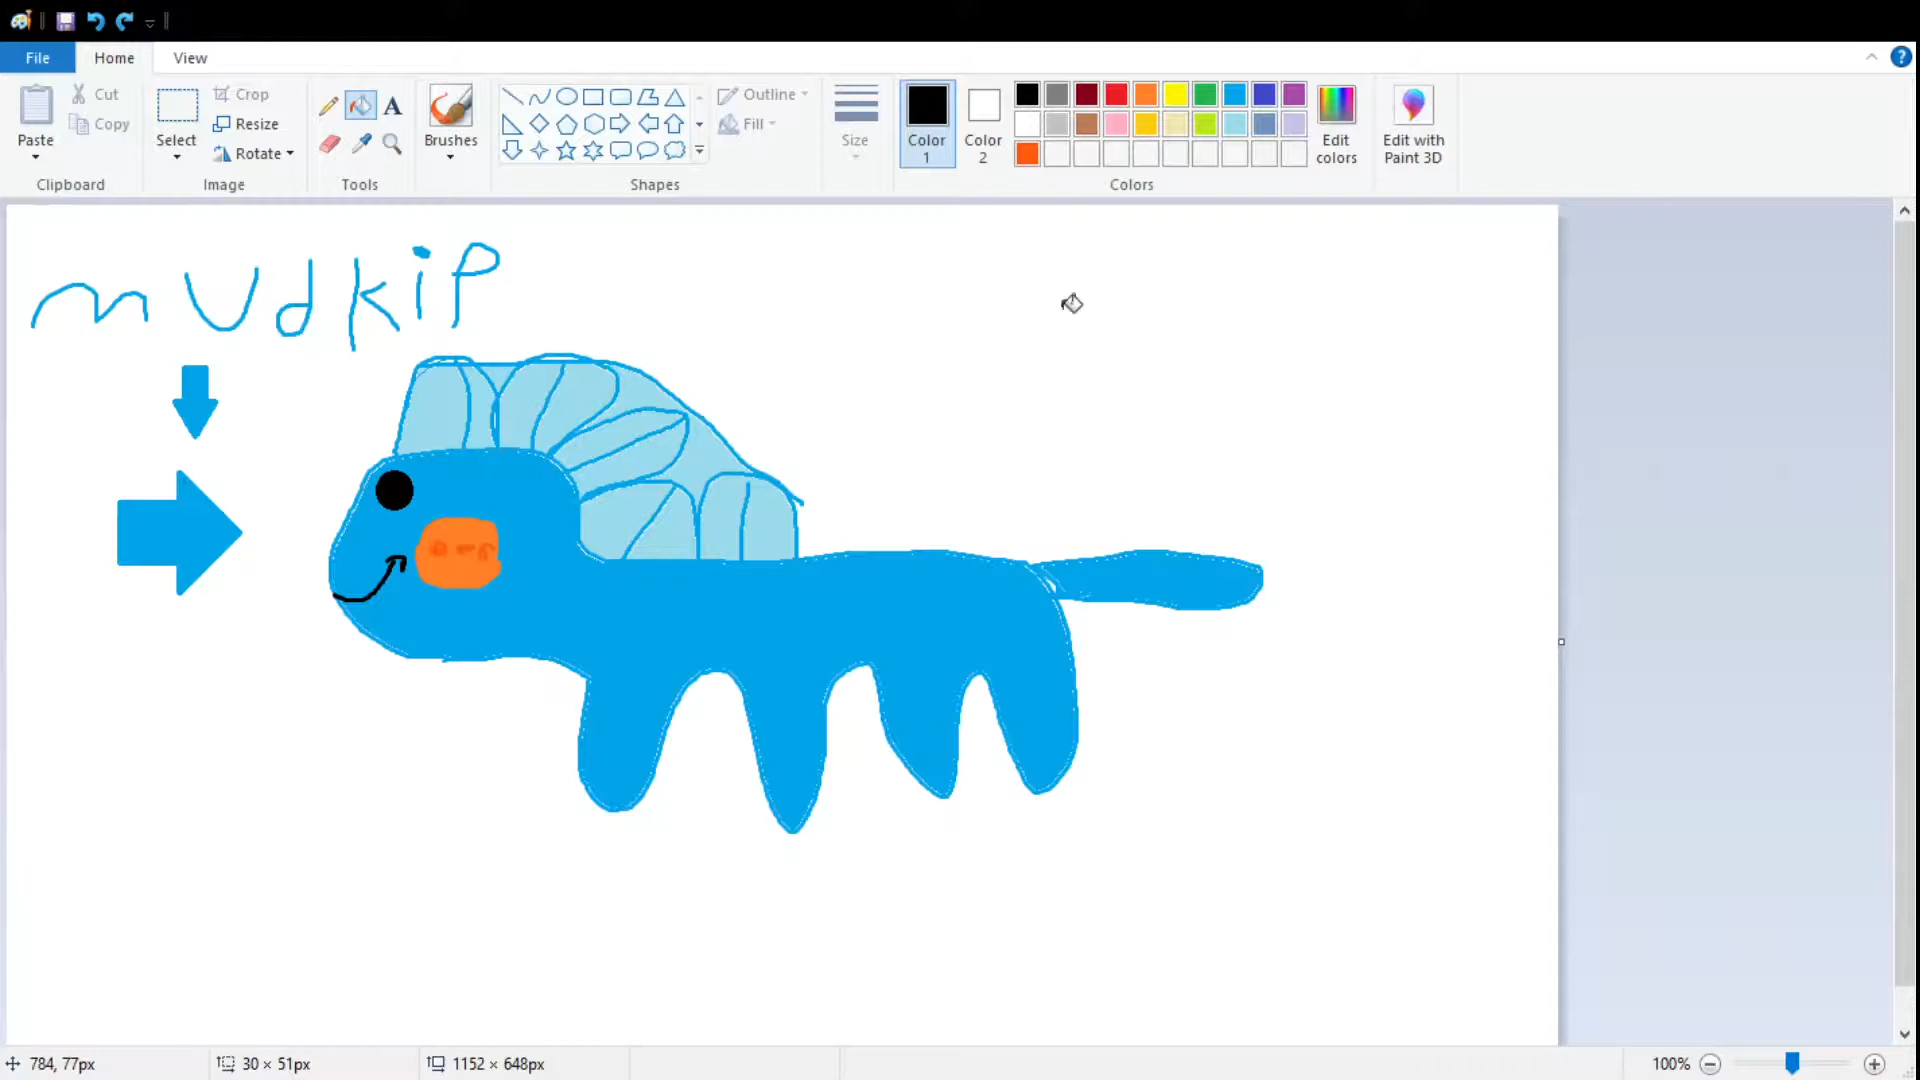 File Home View
Paste Cut Copy Clipboard
Select Crop Resize Rotate Image
A Tools
Brushes
Outline Fill Shapes
Size
Color 1 Color 2 Edit colors Colors
Edit with Paint 3D
mudkip
784, 77px 30 × 51px 1152 × 648px 100%